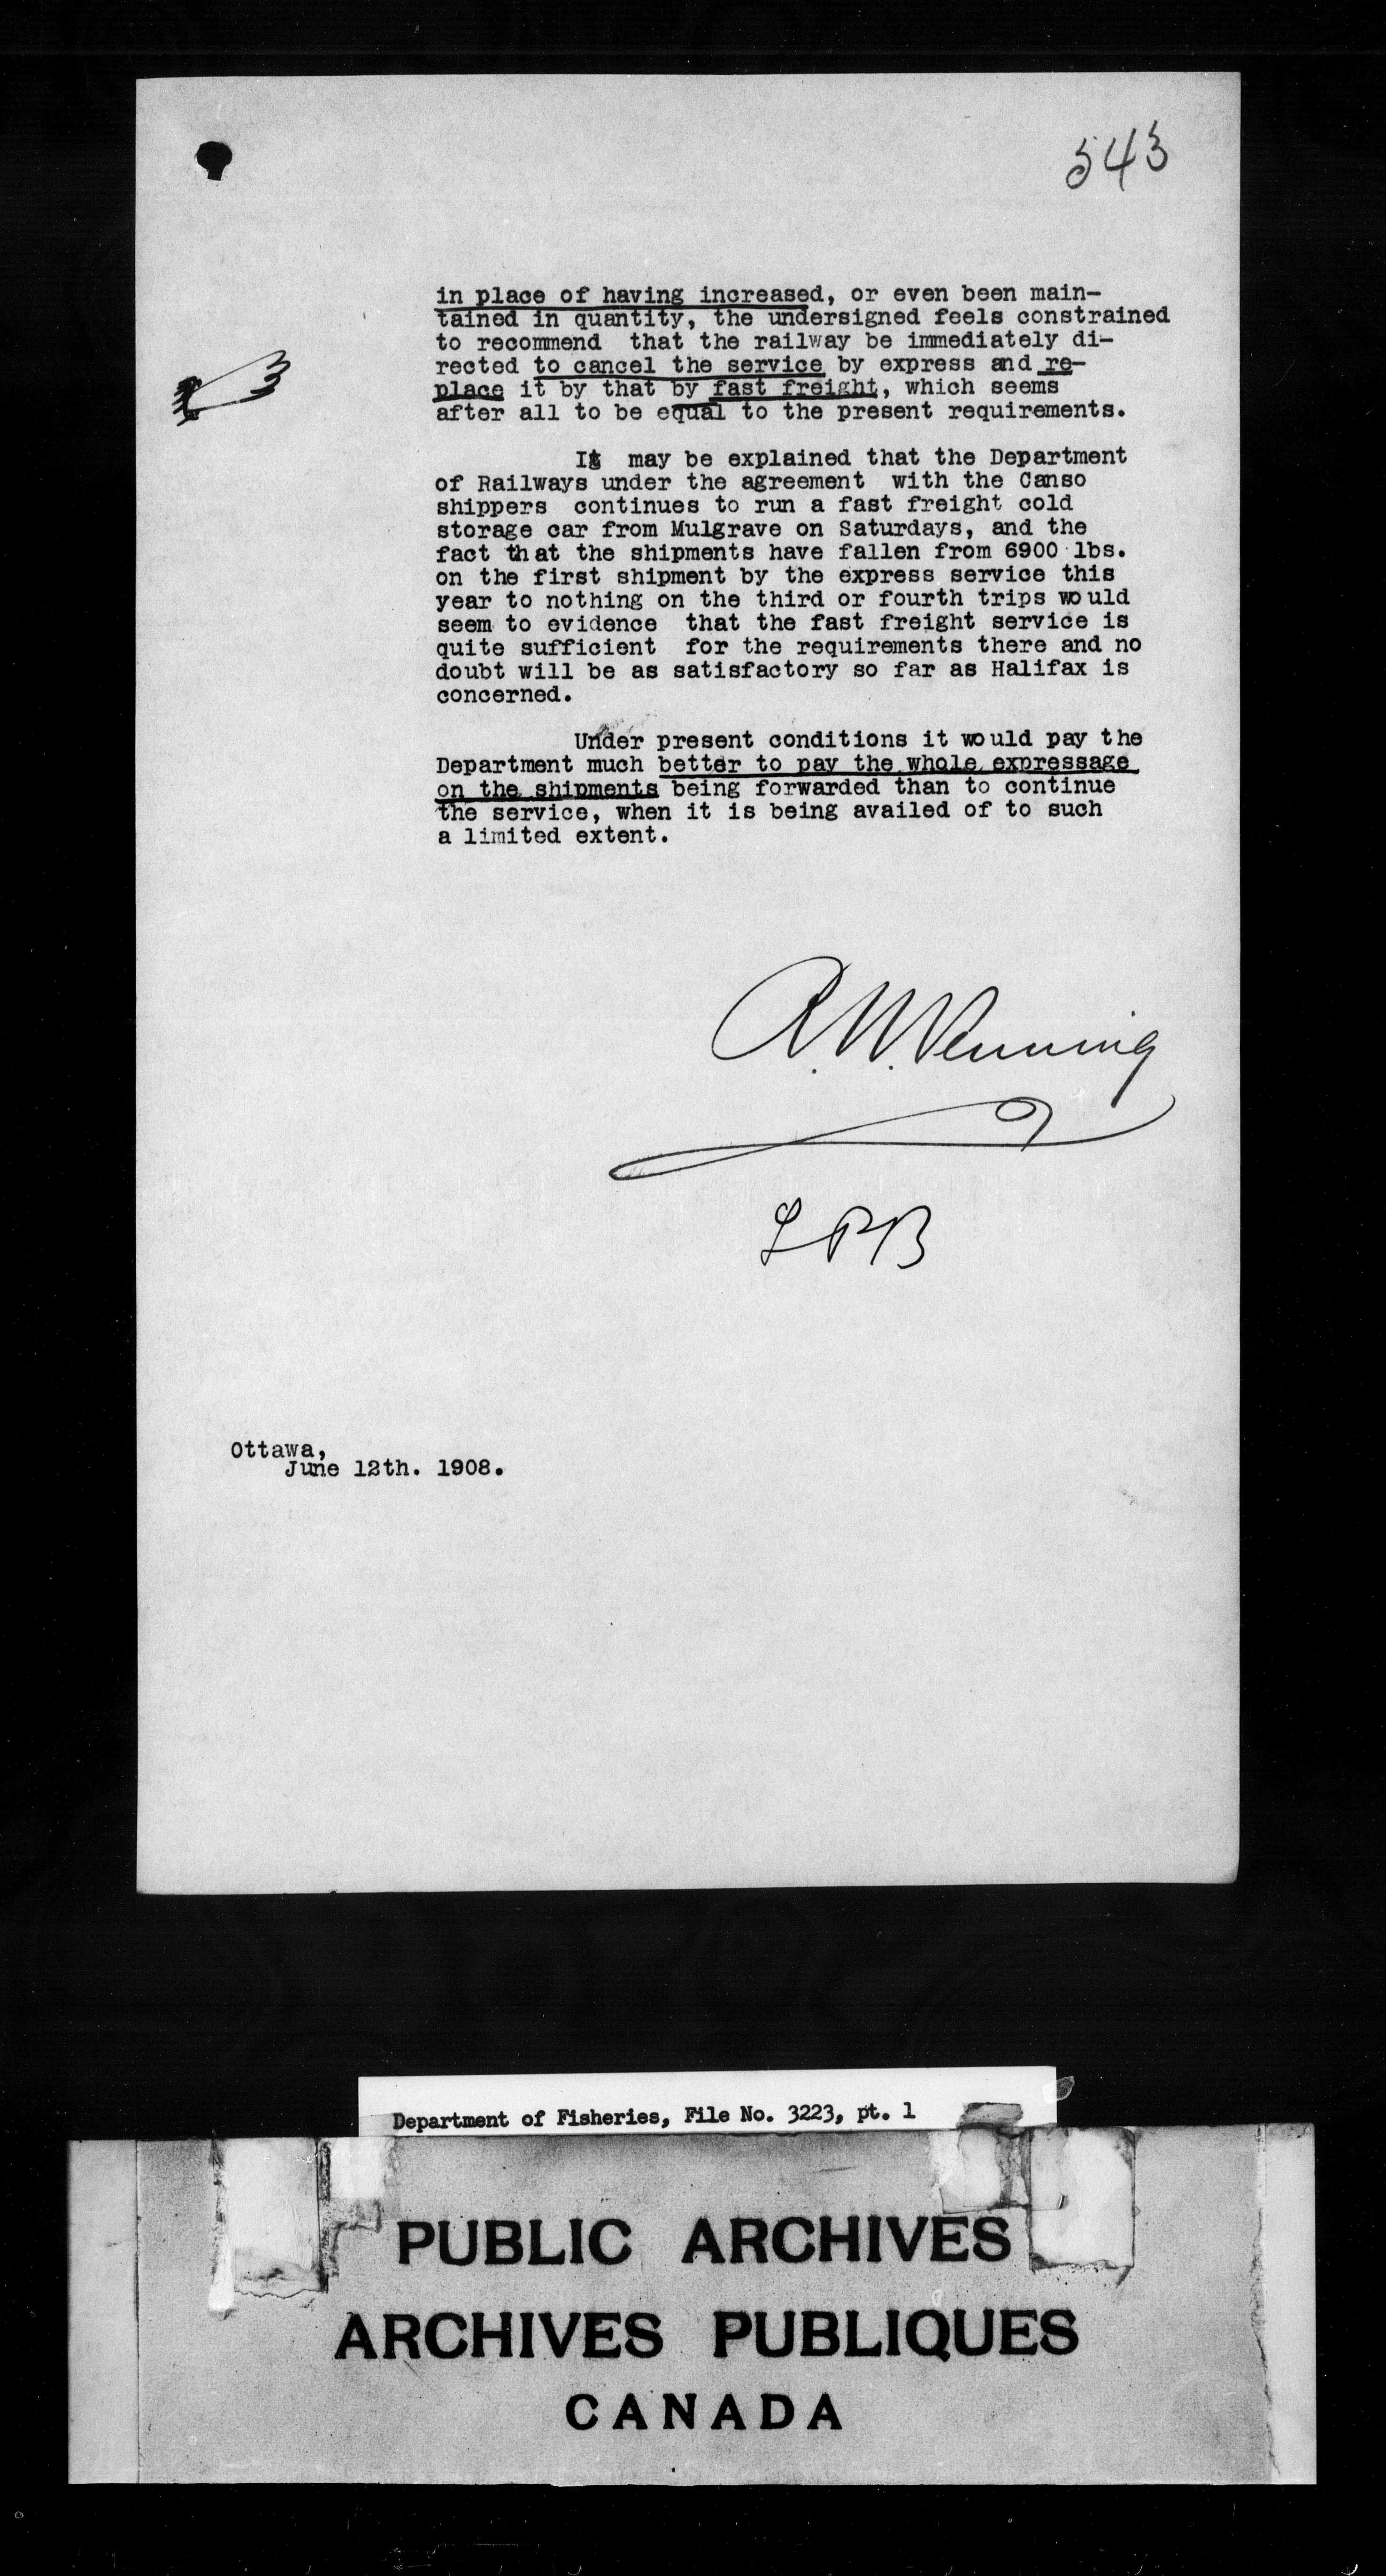 543
in place of having increased, or even been main-
tained in quantity, the undersigned feels constrained
to recommend that the railway be immediately di-
rected to cancel the service by express and re-
place it by that by fast freight, which seems
after all to be equal to the present requirements.
It may be explained that the Department
of Railways under the agreement with the Canso
shippers continues to run a fast freight cold
storage car from Mulgrave on Saturdays, and the
fact that the shipments have fallen from 6900 lbs.
on the first shipment by the express service this
year to nothing on the third or fourth trips would
seem to evidence that the fast freight service is
quite sufficient for the requirements there and no
doubt will be as satisfactory so far as Halifax is
concerned.
Under present conditions it would pay the
Department much better to pay the whole expressage
on the shipments being forwarded than to continue
the service, when it is being availed of to such
a limited extent.
R. N. Venning
LPB
Ottawa,
June 12th. 1908.
Department of Fisheries, File No. 3223, pt. 1
PUBLIC ARCHIVES
ARCHIVES PUBLIQUES
CANADA